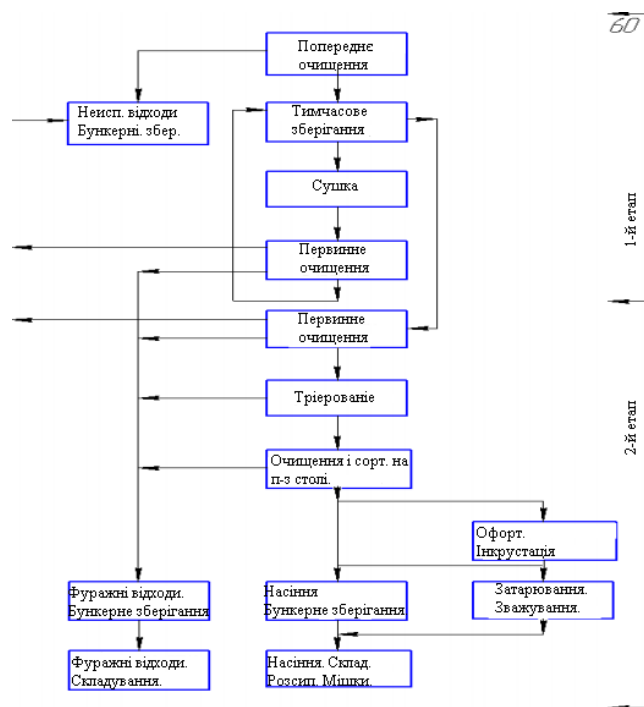 60
Попереднє
очищення
Неисп. відходи
Бункерні. збер.
Тимчасове
зберігання
Сушка
1-й етап
Первинне
очищення
Первинне
очищення
Тріерованіе
2-й етап
Очищення і сорт. на
п-з столі.
Офорт.
Інкрустація
Фуражні відходи.
Бункерне зберігання
Насіння
Бункерне зберігання
Затарювання.
Зважування.
Фуражні відходи.
Складування.
Насіння. Склад.
Розсип. Мішки.